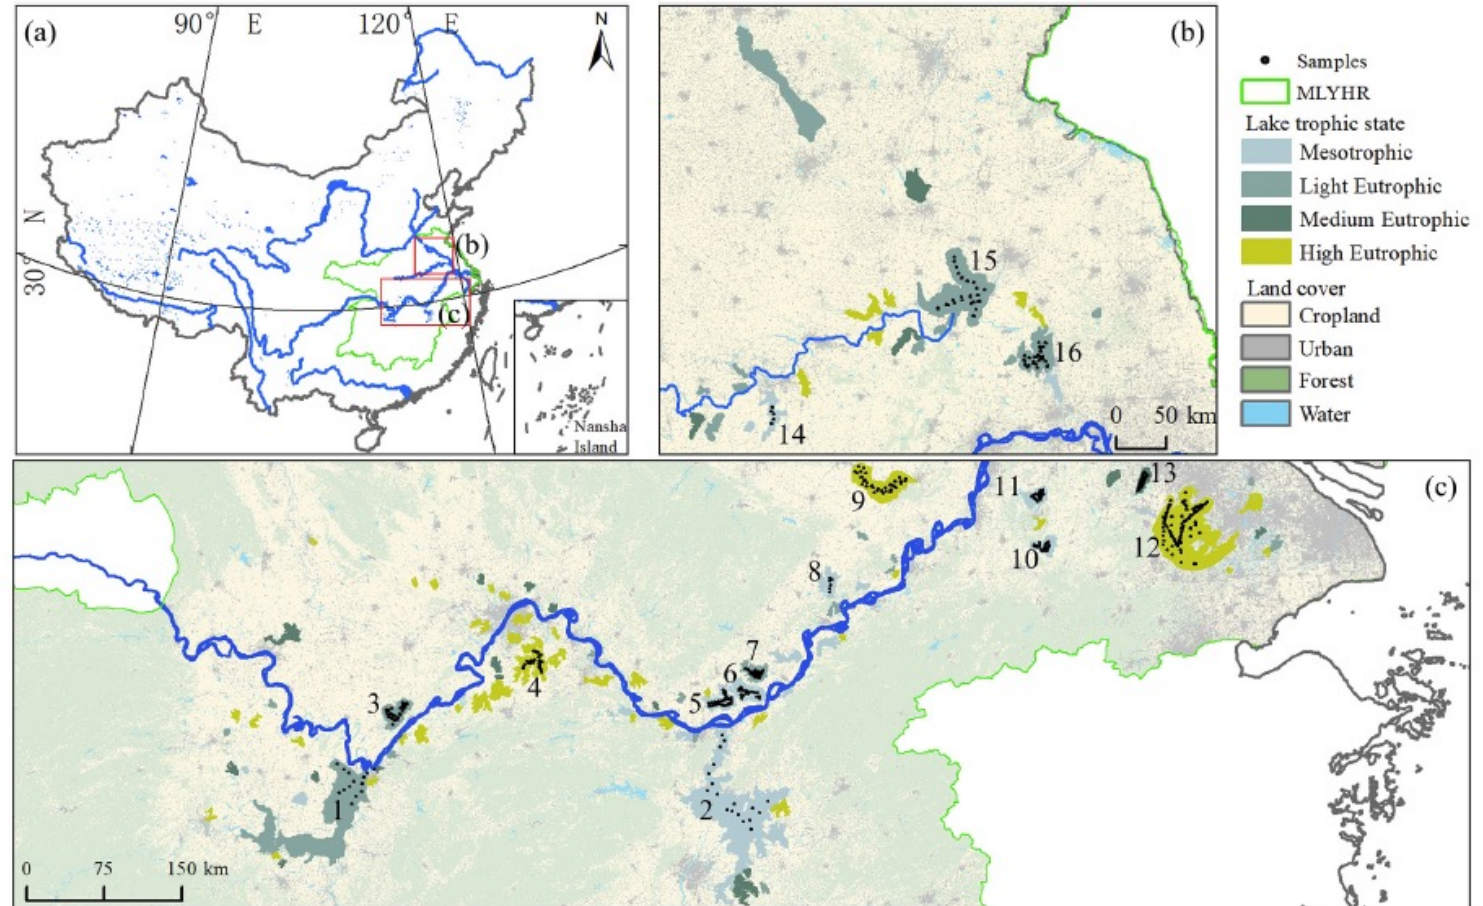 (a)
90° E
120° E
N
N
30
(b)
(c)
Nansha
Island
(b)
15
16
14
0 50 km
Samples
MLYHR
Lake trophic state
Mesotrophic
Light Eutrophic
Medium Eutrophic
High Eutrophic
Land cover
Cropland
Urban
Forest
Water
(c)
9
11
13
10
12
8
7
6
5
4
3
1
2
0 75 150 km